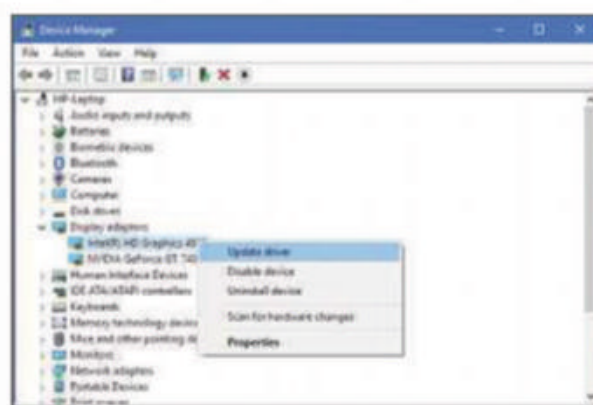 Device Manager
File Action View Help
HP-Laptop
Audio inputs and outputs
Batteries
Biometric devices
Bluetooth
Cameras
Computer
Disk drives
Display adapters
Intel(R) HD Graphics
NVIDIA GeForce GT
Update driver
Disable device
Uninstall device
Scan for hardware changes
Properties
Human Interface Devices
IDE ATA/ATAPI controllers
Keyboards
Memory technology
Mice and other pointing
Monitors
Network adapters
Portable Devices
Print queues